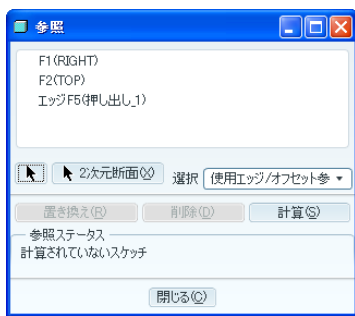 参照
F1(RIGHT)
F2(TOP)
エッジF5(押し出し_1)
2次元断面(X) 選択 使用エッジ/オフセット参
置き換え(R) 削除(D) 計算(S)
参照ステータス
計算されていないスケッチ
閉じる(C)